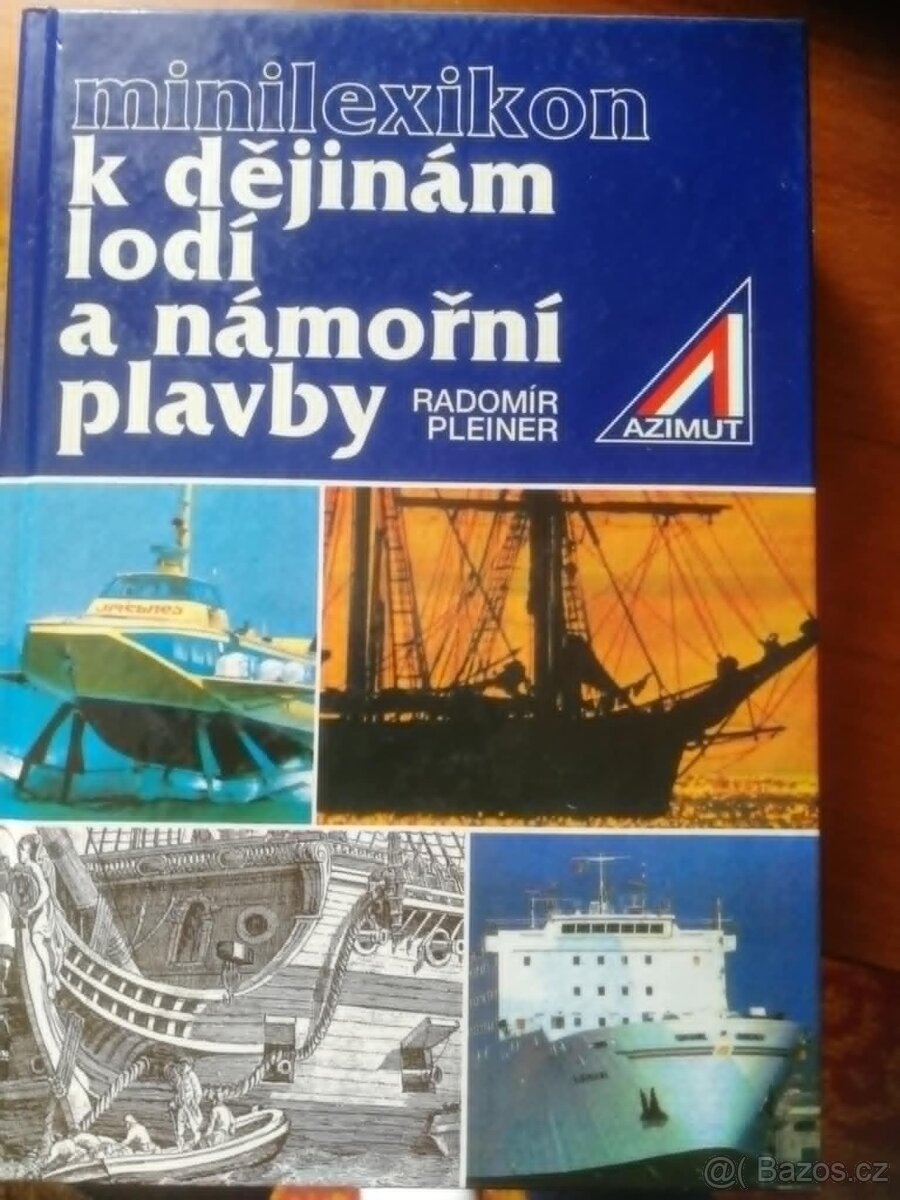 minilexikon
k dějinám
lodí
a námořní
plavby
RADOMÍR
PLEINER
AZIMUT
@( Bazos.cz